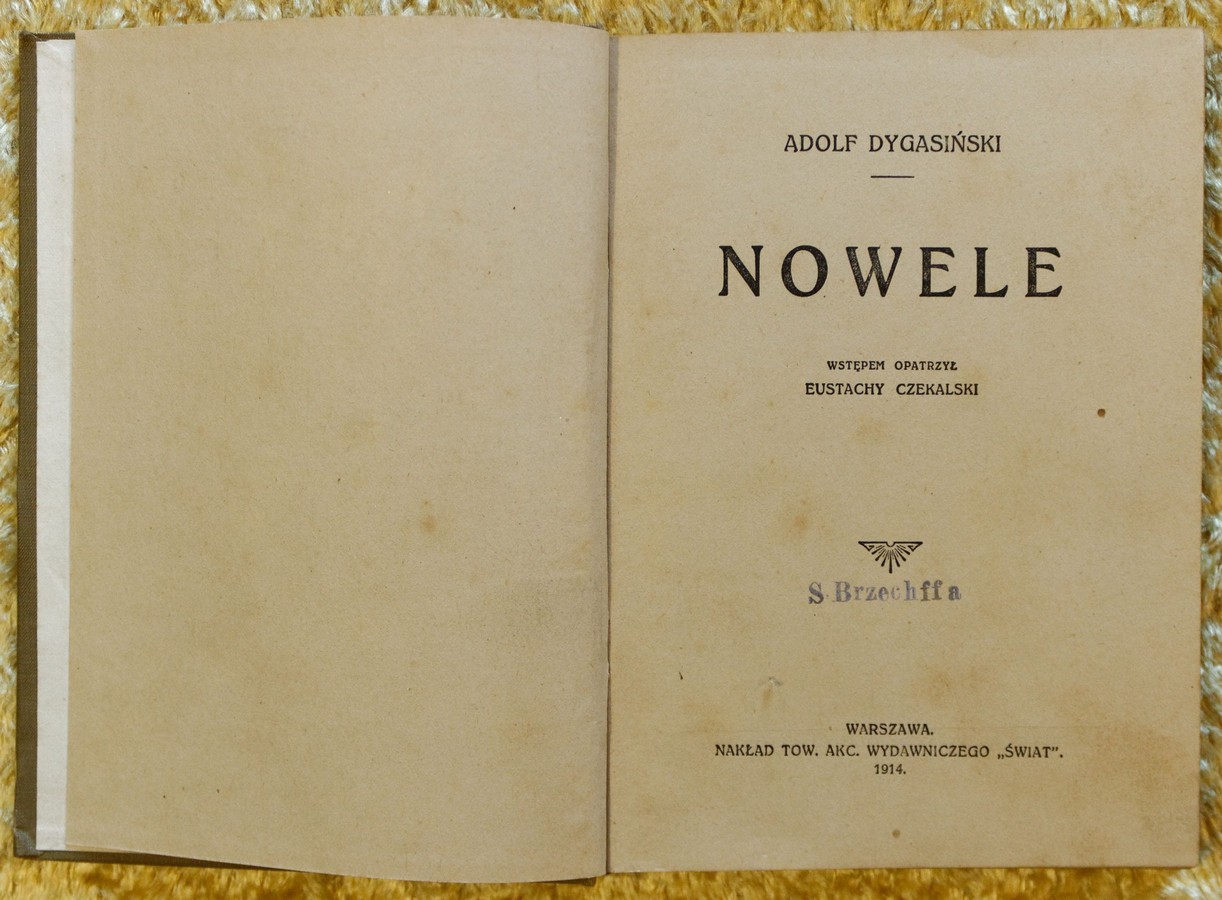 ADOLF DYGASIŃSKI
NOWELE
WSTĘPEM OPATRZYŁ
EUSTACHY CZEKALSKI
S. Brzechffa
WARSZAWA.
NAKŁAD TOW. AKC. WYDAWNICZEGO „ŚWIAT”.
1914.